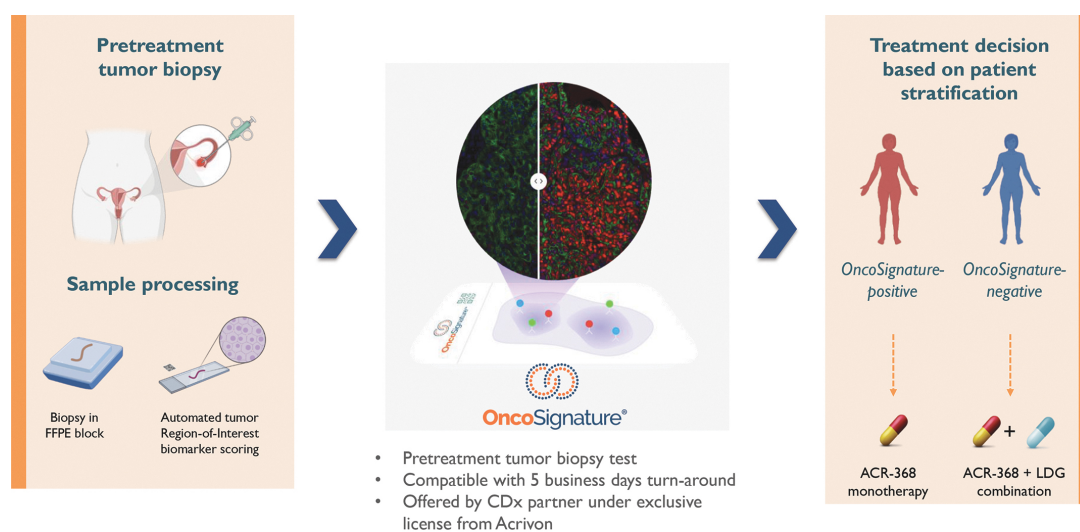 Pretreatment
tumor biopsy
Sample processing
Biopsy in
FFPE block
Automated tumor
Region-of-Interest
biomarker scoring
OncoSignature®
OncoSignature®
• Pretreatment tumor biopsy test
• Compatible with 5 business days turn-around
• Offered by CDx partner under exclusive
license from Acrivon
Treatment decision
based on patient
stratification
OncoSignature-
positive
OncoSignature-
negative
+
ACR-368
monotherapy
ACR-368 + LDG
combination